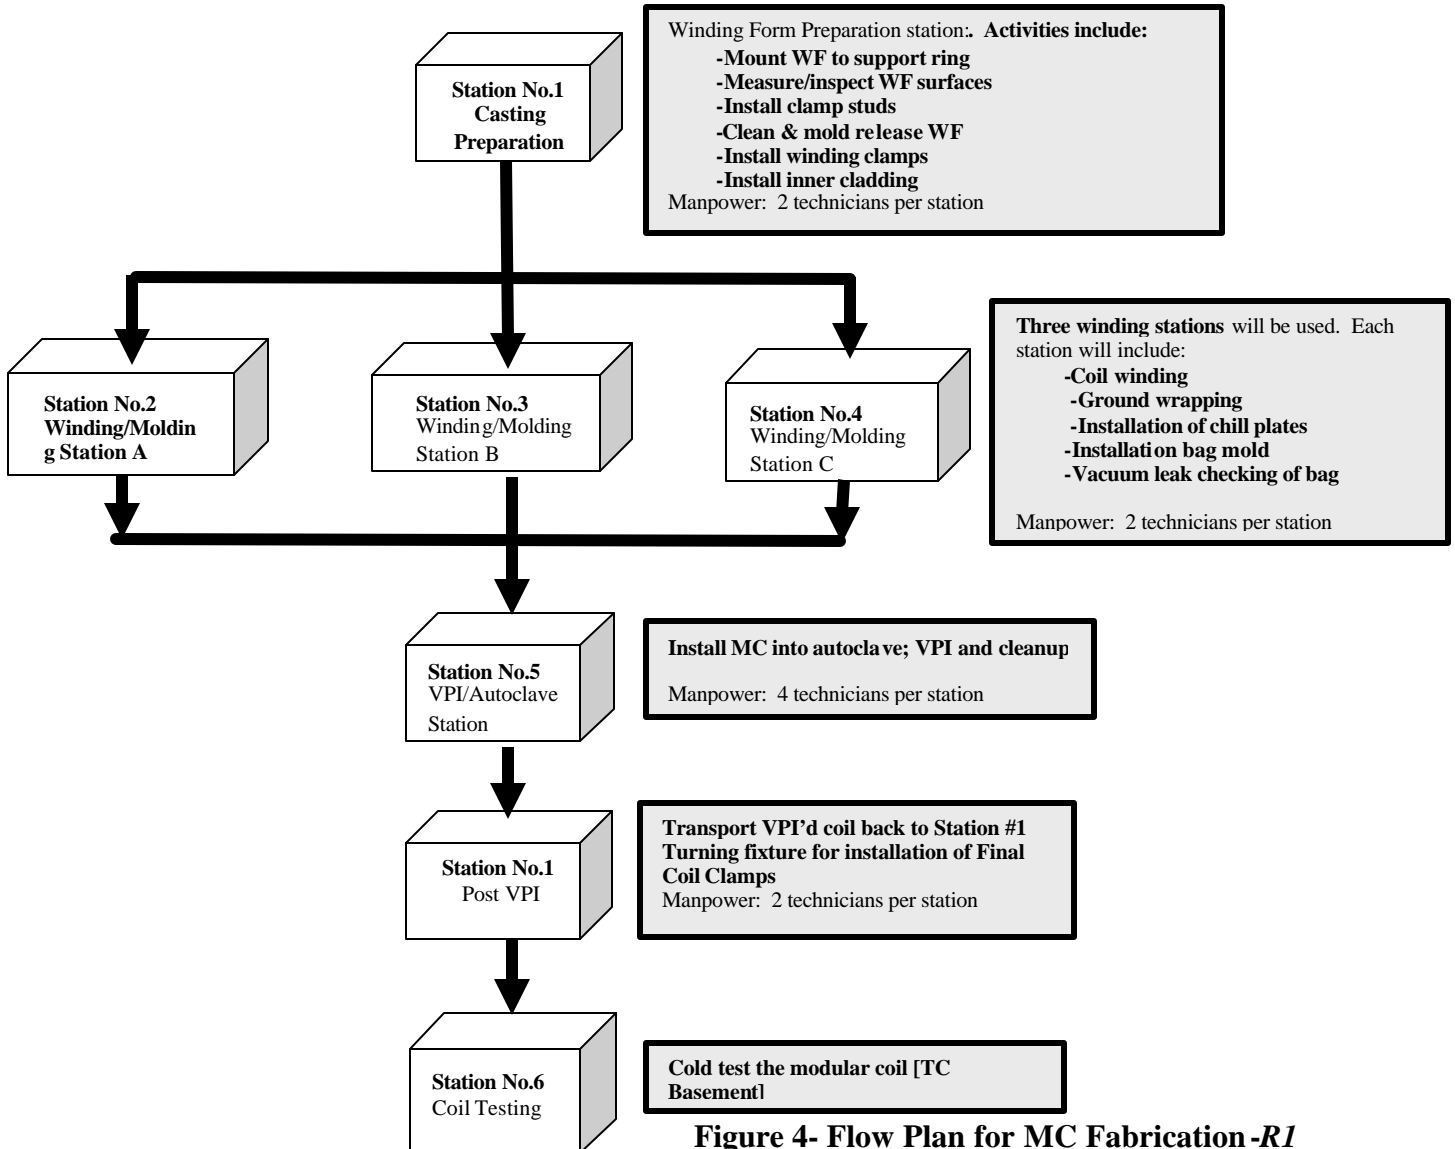 Station No.1
Casting
Preparation
Winding Form Preparation station:. Activities include:
-Mount WF to support ring
-Measure/inspect WF surfaces
-Install clamp studs
-Clean & mold release WF
-Install winding clamps
-Install inner cladding
Manpower: 2 technicians per station
Station No.2
Winding/Moldin
g Station A
Station No.3
Winding/Molding
Station B
Station No.4
Winding/Molding
Station C
Three winding stations will be used. Each
station will include:
-Coil winding
-Ground wrapping
-Installation of chill plates
-Installation bag mold
-Vacuum leak checking of bag
Manpower: 2 technicians per station
Station No.5
VPI/Autoclave
Station
Install MC into autoclave; VPI and cleanup
Manpower: 4 technicians per station
Station No.1
Post VPI
Transport VPI’d coil back to Station #1
Turning fixture for installation of Final
Coil Clamps
Manpower: 2 technicians per station
Station No.6
Coil Testing
Cold test the modular coil [TC
Basement]
Figure 4- Flow Plan for MC Fabrication -R1